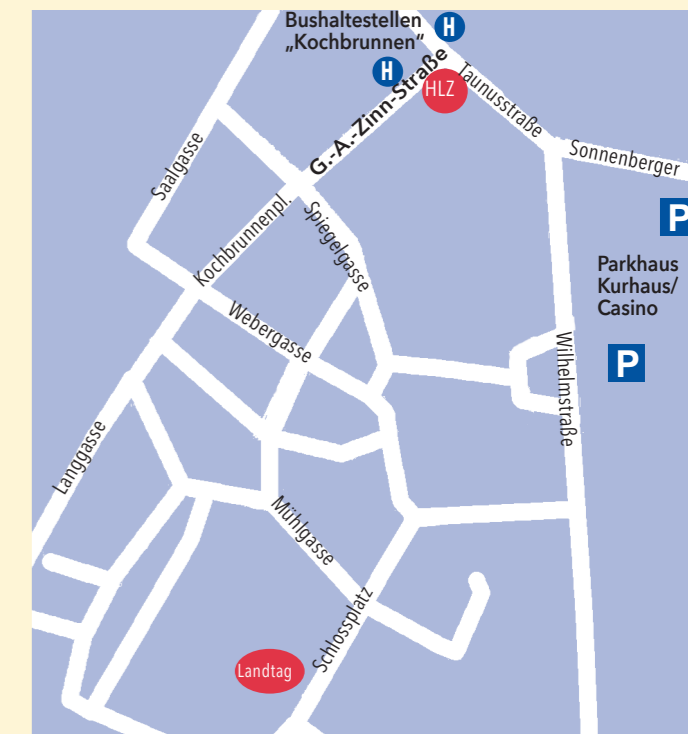 Bushaltestellen
„Kochbrunnen“
H
H
HLZ
G.-A.-Zinn-Straße
Taunusstraße
Sonnenberger
Saalgasse
Kochbrunnenpl.
Spiegelgasse
P
Parkhaus
Kurhaus/
Casino
P
Webergasse
Wilhelmstraße
Langgasse
Mühlgasse
Schlossplatz
Landtag